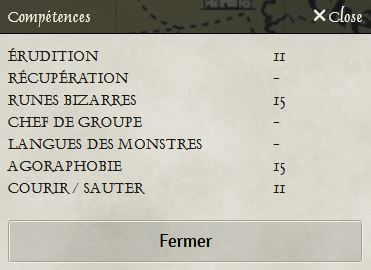 Compétences ✕ Close
ÉRUDITION 11
RÉCUPÉRATION -
RUNES BIZARRES 15
CHEF DE GROUPE -
LANGUES DES MONSTRES -
AGORAPHOBIE 15
COURIR / SAUTER 11
Fermer